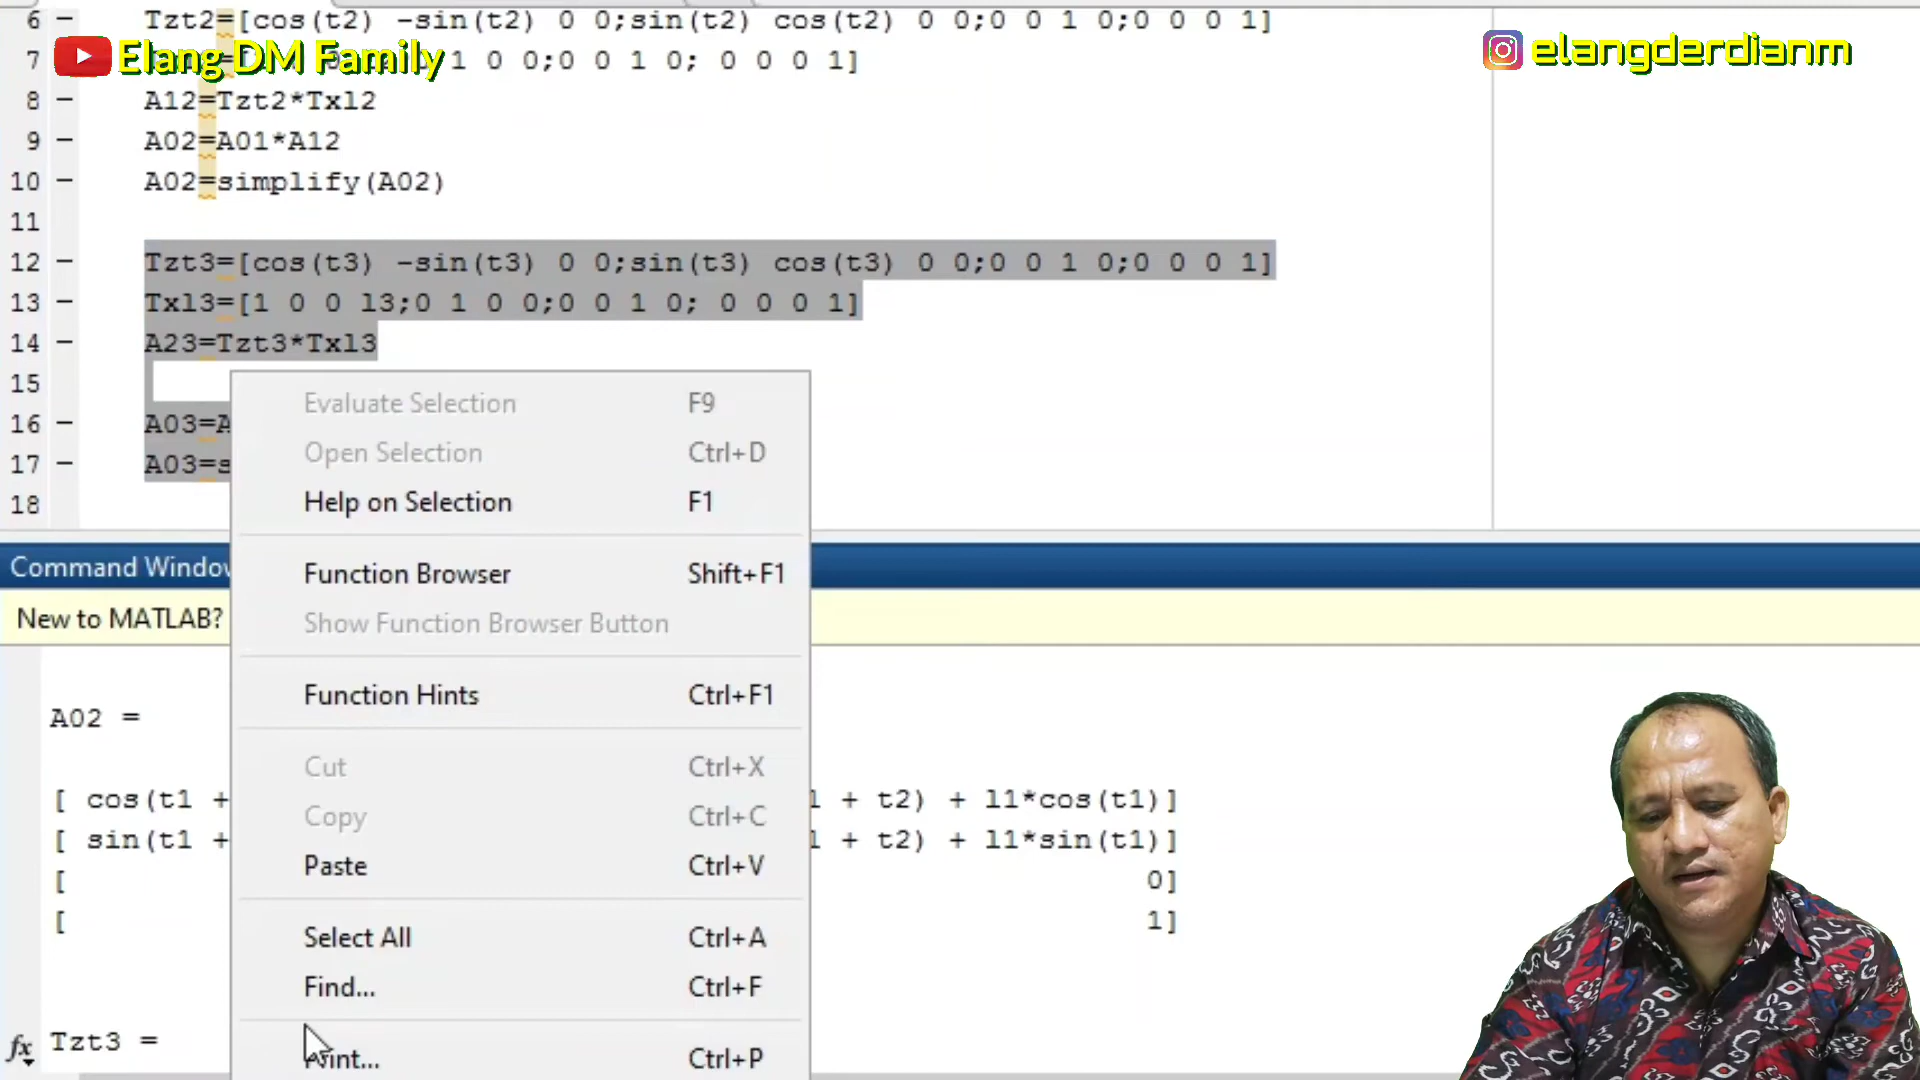 6 - Tzt2=[cos(t2) -sin(t2) 0 0;sin(t2) cos(t2) 0 0;0 0 1 0;0 0 0 1]
Elang DM Family
elangderdianm
7 1 0 0;0 0 1 0; 0 0 0 1]
8 - A12=Tzt2*Txl2
9 - A02=A01*A12
10 - A02=simplify(A02)
11
12 - Tzt3=[cos(t3) -sin(t3) 0 0;sin(t3) cos(t3) 0 0;0 0 1 0;0 0 0 1]
13 - Txl3=[1 0 0 l3;0 1 0 0;0 0 1 0; 0 0 0 1]
14 - A23=Tzt3*Txl3
15
16 - A03=A
17 - A03=s
18
Evaluate Selection F9
Open Selection Ctrl+D
Help on Selection F1
Function Browser Shift+F1
Show Function Browser Button
Function Hints Ctrl+F1
Cut Ctrl+X
Copy Ctrl+C
Paste Ctrl+V
Select All Ctrl+A
Find... Ctrl+F
Print... Ctrl+P
Command Window
New to MATLAB?
A02 =
[ cos(t1 + + t2) + l1*cos(t1)]
[ sin(t1 + + t2) + l1*sin(t1)]
[ 0]
[ 1]
fx Tzt3 =